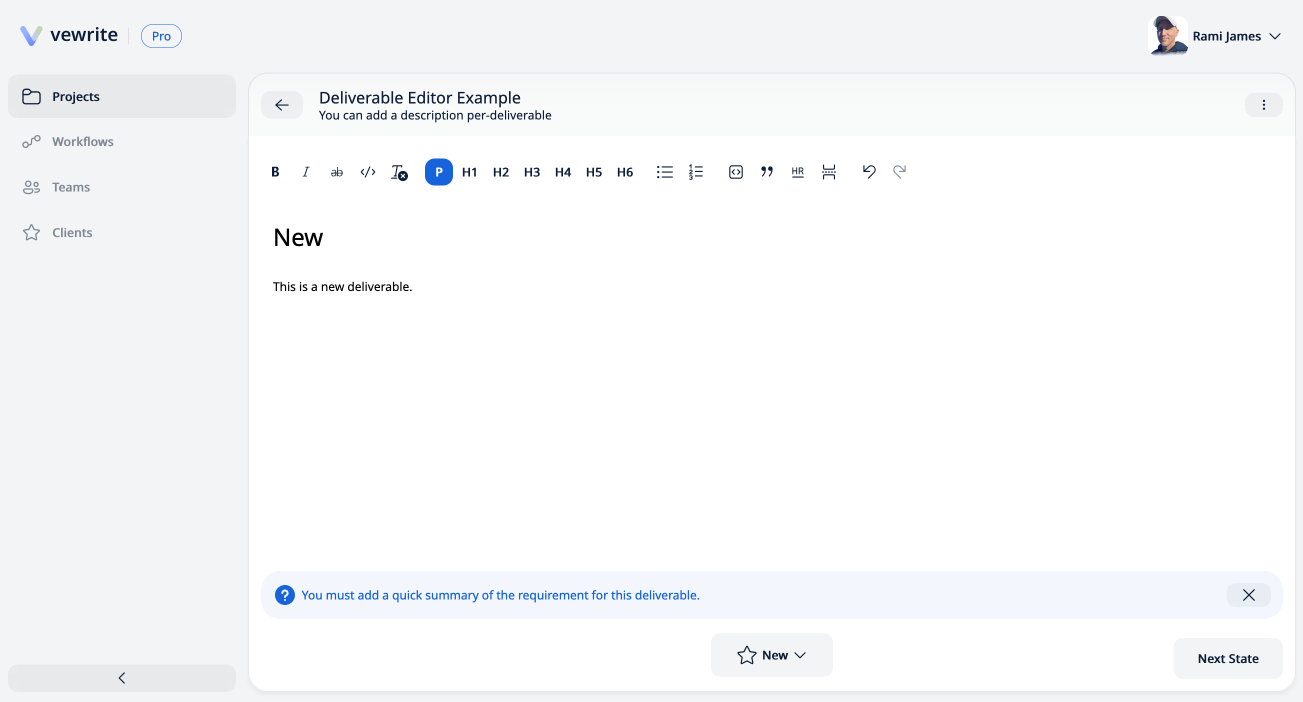 vewrite Pro
Rami James
Projects
Workflows
Teams
Clients
Deliverable Editor Example
You can add a description per-deliverable
B I ab </> T P H1 H2 H3 H4 H5 H6 HR
New
This is a new deliverable.
? You must add a quick summary of the requirement for this deliverable.
New
Next State